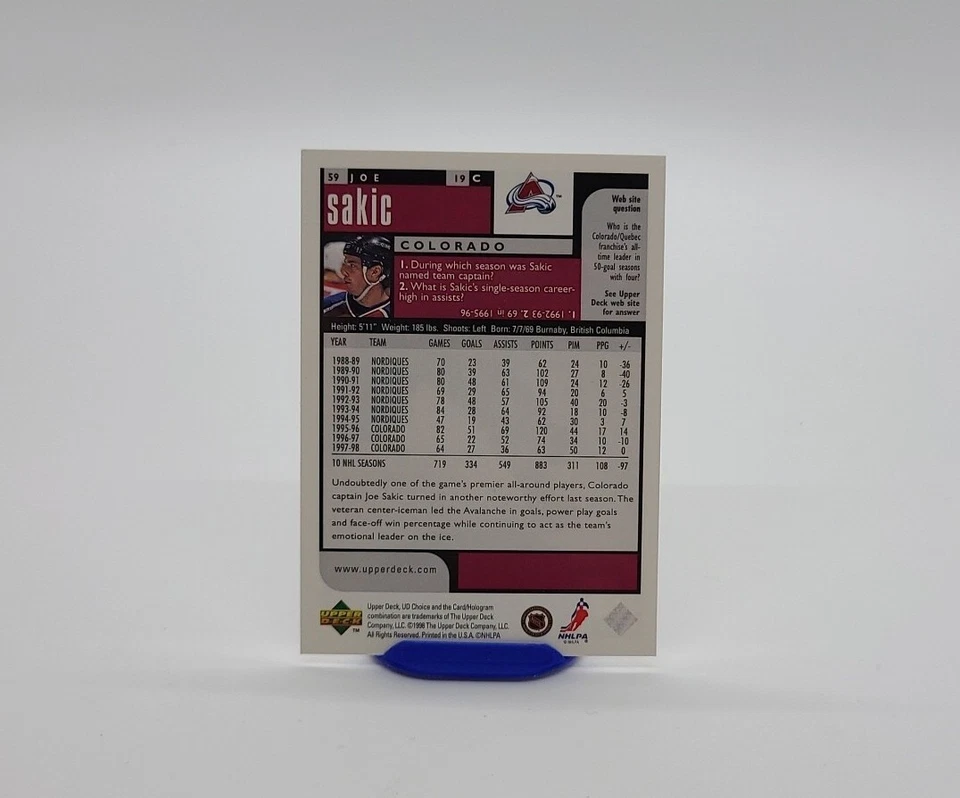 59 JOE 19 C
sakic
COLORADO
1. During which season was Sakic
named team captain?
2. What is Sakic's single-season career-
high in assists?
1. 1992-93 2. 69 in 1995-96
Web site
question
Who is the
Colorado/Quebec
franchise's all-
time leader in
50-goal seasons
with four?
See Upper
Deck web site
for answer
Height: 5'11" Weight: 185 lbs. Shoots: Left Born: 7/7/69 Burnaby, British Columbia
YEAR TEAM GAMES GOALS ASSISTS POINTS PIM PPG +/-
1988-89 NORDIQUES 70 23 39 62 24 10 -36
1989-90 NORDIQUES 80 39 63 102 27 8 -40
1990-91 NORDIQUES 80 48 61 109 24 12 -26
1991-92 NORDIQUES 69 29 65 94 20 6 5
1992-93 NORDIQUES 78 48 57 105 40 20 -3
1993-94 NORDIQUES 84 28 64 92 18 10 -8
1994-95 NORDIQUES 47 19 43 62 30 3 7
1995-96 COLORADO 82 51 69 120 44 17 14
1996-97 COLORADO 65 22 52 74 34 10 -10
1997-98 COLORADO 64 27 36 63 50 12 0
10 NHL SEASONS 719 334 549 883 311 108 -97
Undoubtedly one of the game's premier all-around players, Colorado
captain Joe Sakic turned in another noteworthy effort last season. The
veteran center-iceman led the Avalanche in goals, power play goals
and face-off win percentage while continuing to act as the team's
emotional leader on the ice.
www.upperdeck.com
UPPER
DECK
™
Upper Deck, UD Choice and the Card/Hologram
combination are trademarks of The Upper Deck
Company, LLC. ©1998 The Upper Deck Company, LLC.
All Rights Reserved. Printed in the U.S.A. ©NHLPA
NHLPA